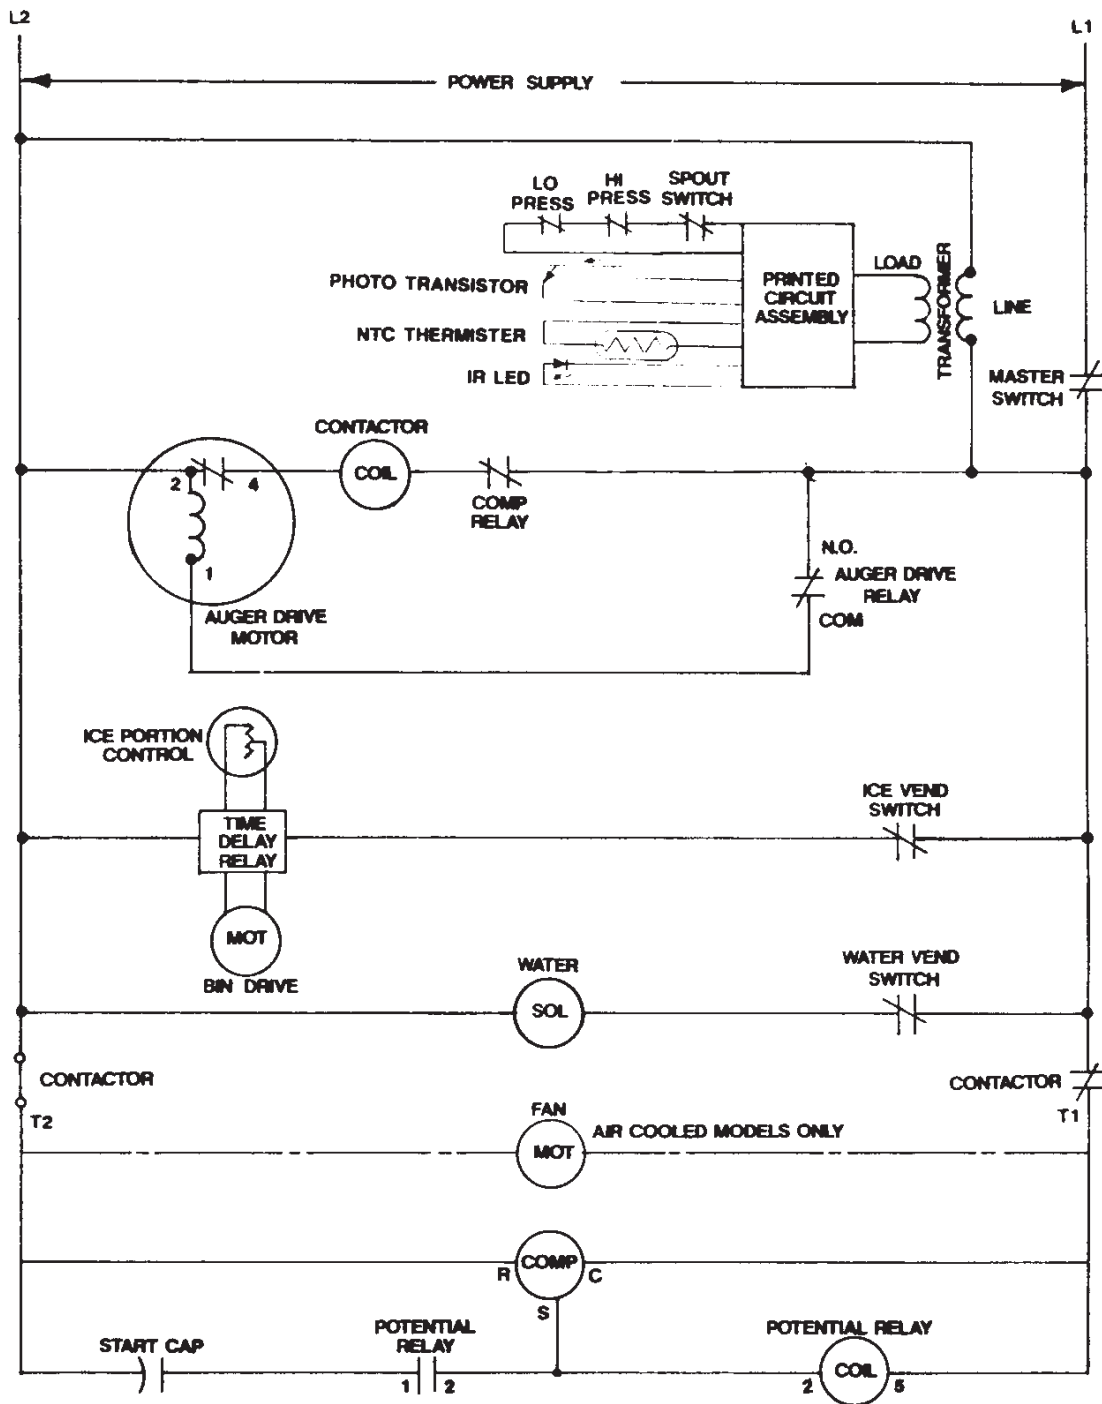 L2
L1
POWER SUPPLY
LO
PRESS
HI
PRESS
SPOUT
SWITCH
PHOTO TRANSISTOR
NTC THERMISTER
IR LED
PRINTED
CIRCUIT
ASSEMBLY
LOAD
TRANSFORMER
LINE
MASTER
SWITCH
CONTACTOR
COIL
2
4
1
COMP
RELAY
AUGER DRIVE
MOTOR
N.O.
AUGER DRIVE
RELAY
COM
ICE PORTION
CONTROL
TIME
DELAY
RELAY
ICE VEND
SWITCH
MOT
BIN DRIVE
WATER
SOL
WATER VEND
SWITCH
CONTACTOR
T2
CONTACTOR
T1
FAN
MOT
AIR COOLED MODELS ONLY
R
COMP
C
S
START CAP
POTENTIAL
RELAY
1
2
POTENTIAL RELAY
2
COIL
5